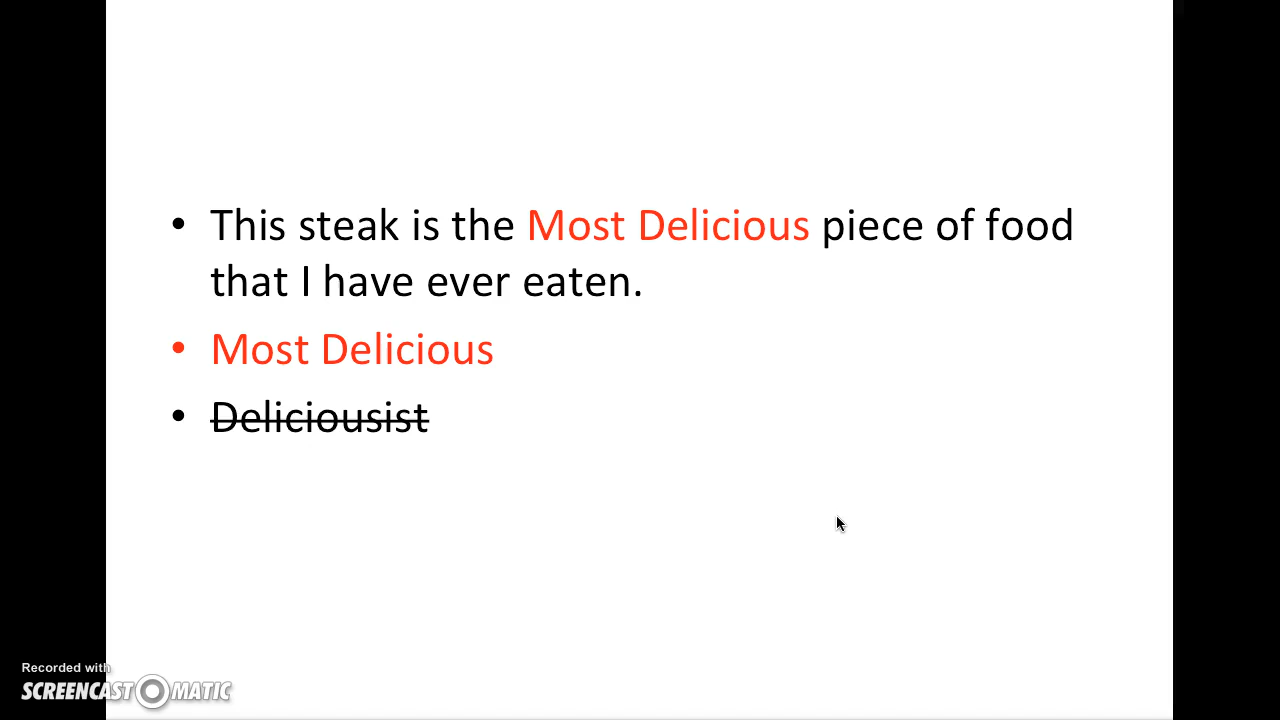 • This steak is the Most Delicious piece of food
that I have ever eaten.
• Most Delicious
• Deliciousist
Recorded with
SCREENCAST O MATIC